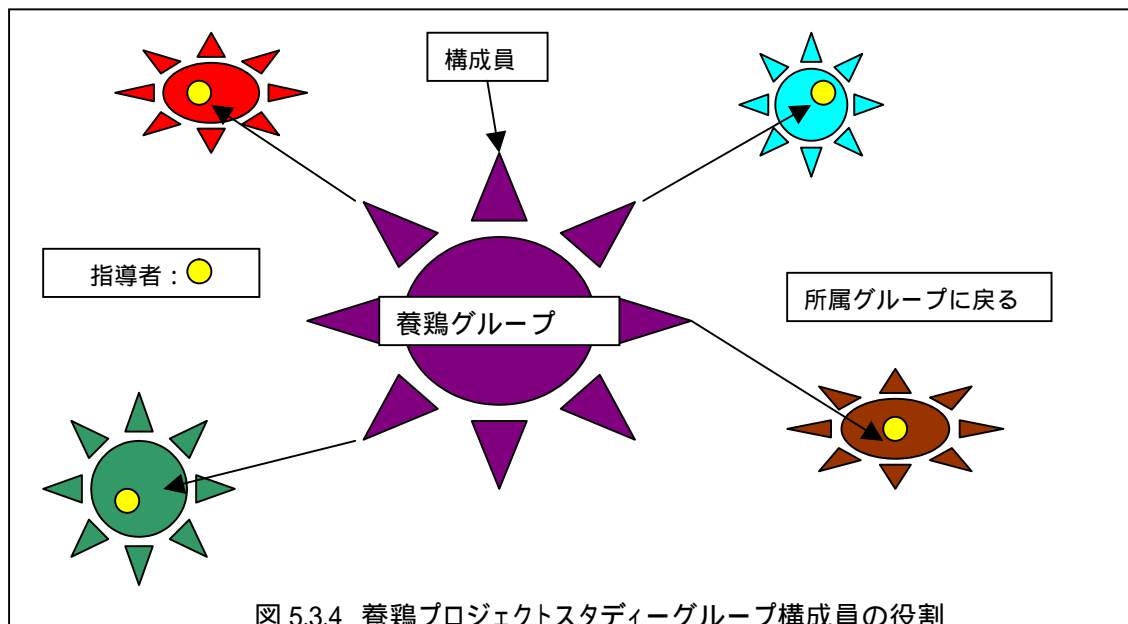 構成員
指導者：
養鶏グループ
所属グループに戻る
図 5.3.4 養鶏プロジェクトスタディーグループ構成員の役割